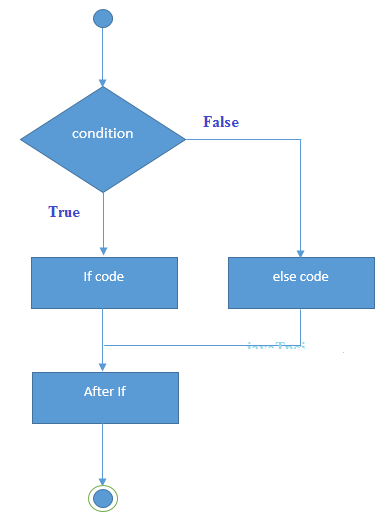 condition
False
True
If code
else code
After If